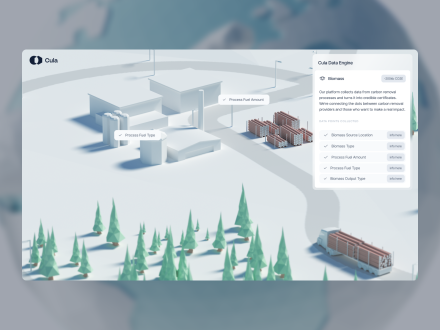 Cula
Process Fuel Amount
Process Fuel Type
Cula Data Engine
Biomass
Our platform collects data from carbon removal
processes and turns it into credible certificates.
We're connecting the dots between carbon removal
providers and those who want to make a real impact.
Biomass Source Location
Biomass Type
Process Fuel Amount
Process Fuel Type
Biomass Output Type